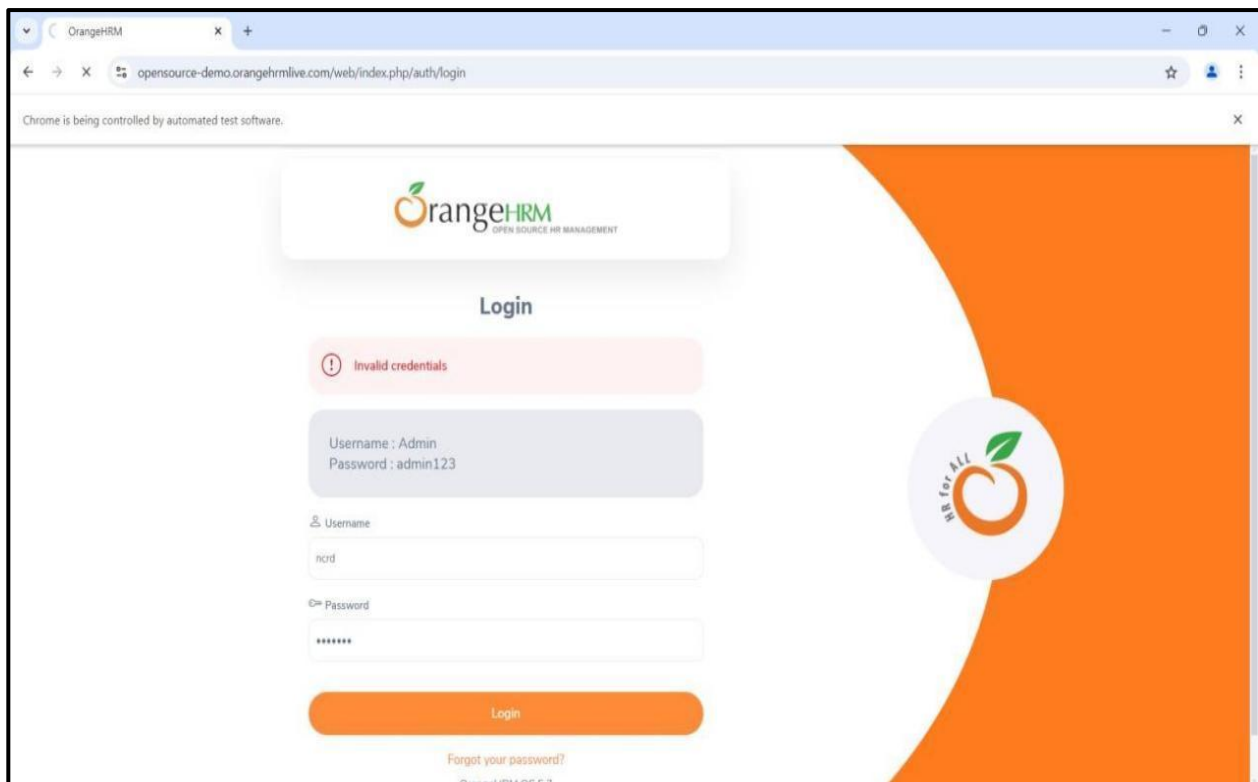 OrangeHRM
opensource-demo.orangehrmlive.com/web/index.php/auth/login
Chrome is being controlled by automated test software.
OrangeHRM
OPEN SOURCE HR MANAGEMENT
Login
Invalid credentials
Username : Admin
Password : admin123
Username
ncrd
Password
•••••••
Login
Forgot your password?
HR for ALL